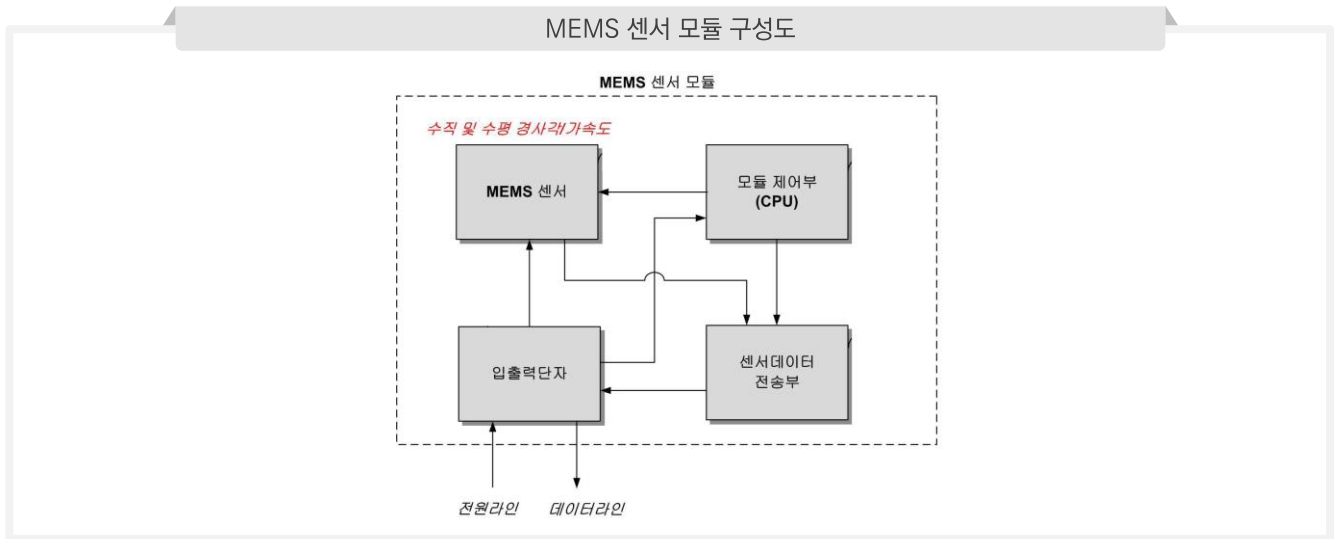 MEMS 센서 모듈 구성도
MEMS 센서 모듈
수직 및 수평 경사각/가속도
MEMS 센서
모듈 제어부
(CPU)
입출력단자
센서데이터
전송부
전원라인
데이터라인